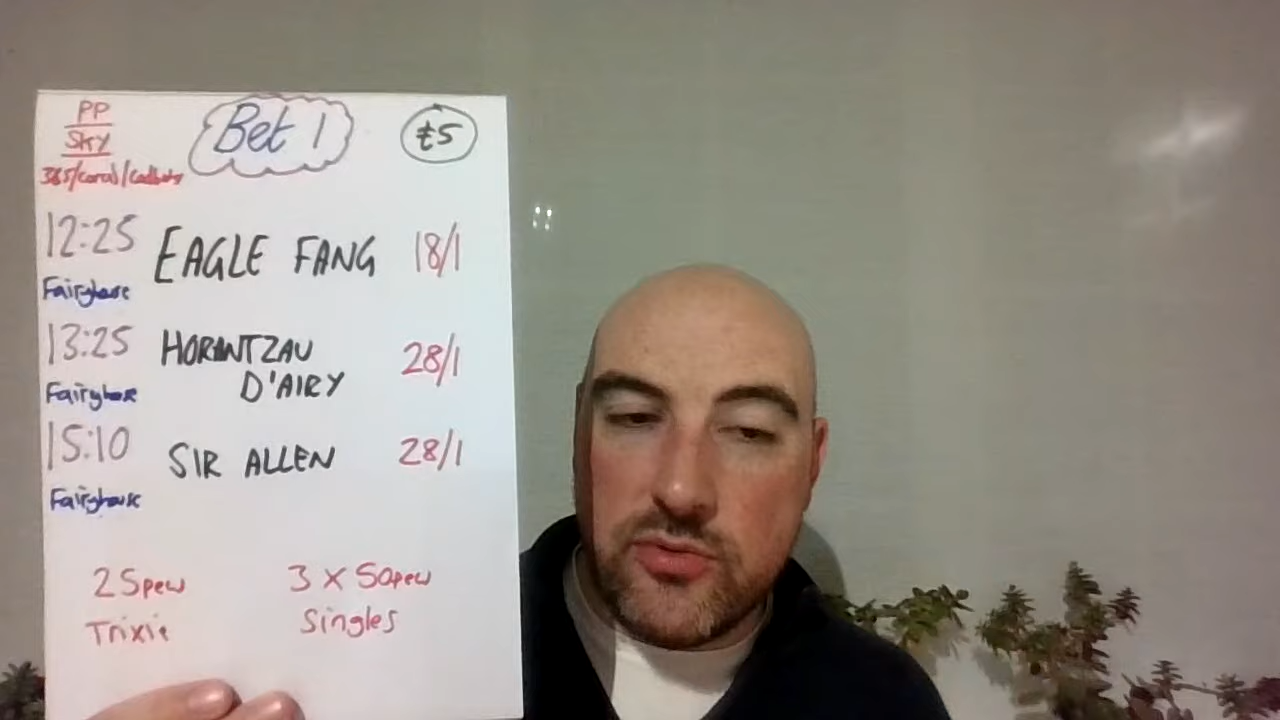 PP
SKY
365/Coral/Ladbrokes
Bet 1
£5
12:25 EAGLE FANG 18/1
Fairyhouse
13:25 HORANTZAU D'AIRY 28/1
Fairyhouse
15:10 SIR ALLEN 28/1
Fairyhouse
25pew Trixie
3 X 50pew Singles